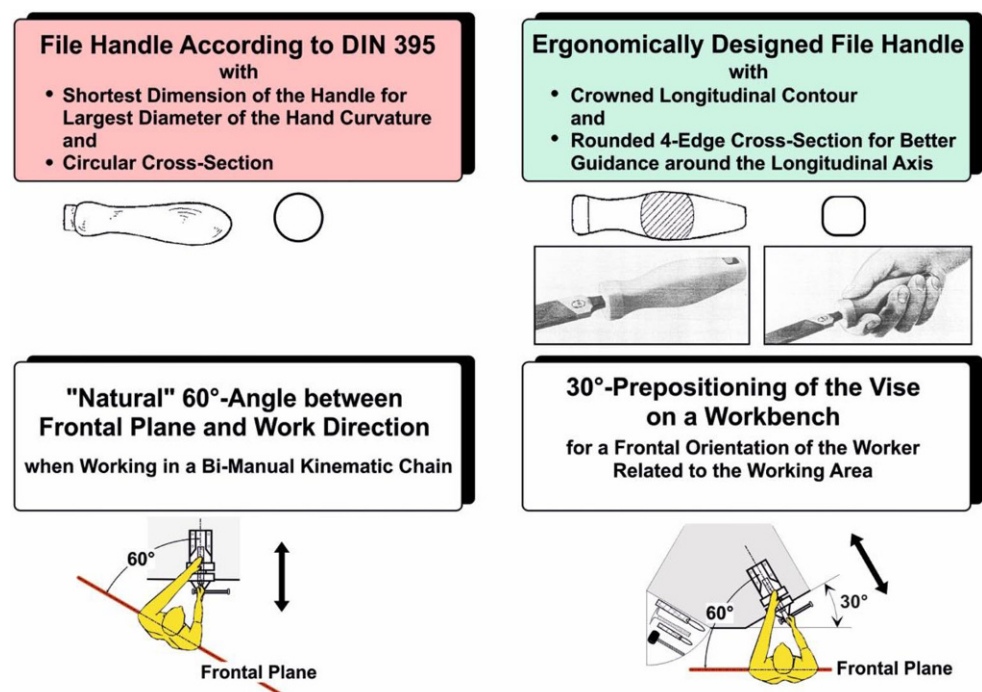 File Handle According to DIN 395
with
• Shortest Dimension of the Handle for
Largest Diameter of the Hand Curvature
and
• Circular Cross-Section
Ergonomically Designed File Handle
with
• Crowned Longitudinal Contour
and
• Rounded 4-Edge Cross-Section for Better
Guidance around the Longitudinal Axis
"Natural" 60°-Angle between
Frontal Plane and Work Direction
when Working in a Bi-Manual Kinematic Chain
60°
Frontal Plane
30°-Prepositioning of the Vise
on a Workbench
for a Frontal Orientation of the Worker
Related to the Working Area
60°
30°
Frontal Plane